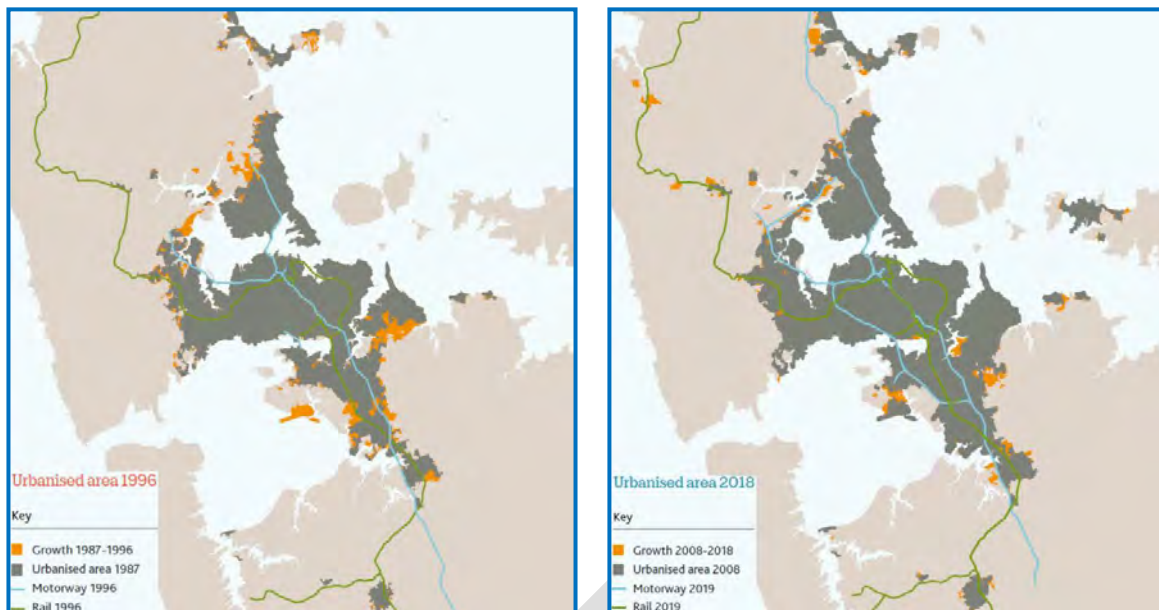 Urbanised area 1996
Key
Growth 1987-1996
Urbanised area 1987
Motorway 1996
Rail 1996
Urbanised area 2018
Key
Growth 2008-2018
Urbanised area 2008
Motorway 2019
Rail 2019